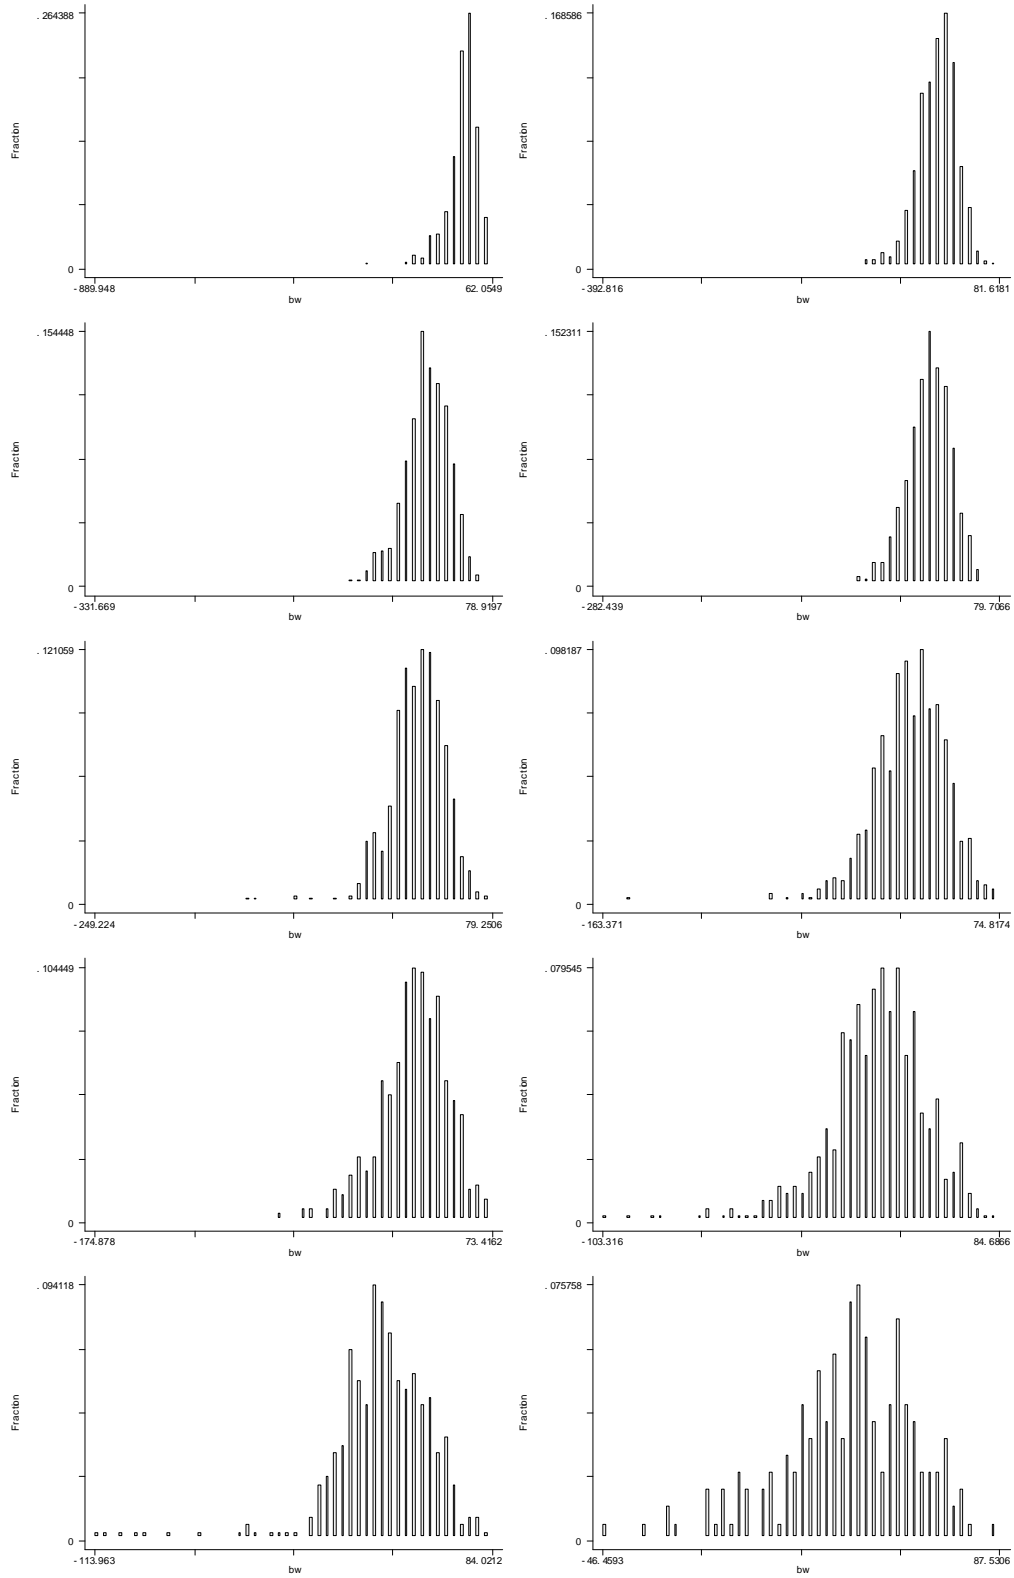 .264388
Fraction
0
-889.948
62.0549
bw
.168586
Fraction
0
-392.816
81.6181
bw
.154448
Fraction
0
-331.669
78.9197
bw
.152311
Fraction
0
-282.439
79.7066
bw
.121059
Fraction
0
-249.224
79.2506
bw
.098187
Fraction
0
-163.371
74.8174
bw
.104449
Fraction
0
-174.878
73.4162
bw
.079545
Fraction
0
-103.316
84.6866
bw
.094118
Fraction
0
-113.963
84.0212
bw
.075758
Fraction
0
-46.4593
87.5306
bw